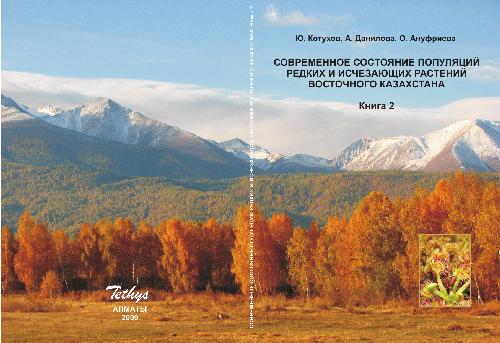 Ю. Котухов, А. Данилова, О. Ануфриева
СОВРЕМЕННОЕ СОСТОЯНИЕ ПОПУЛЯЦИЙ
РЕДКИХ И ИСЧЕЗАЮЩИХ РАСТЕНИЙ
ВОСТОЧНОГО КАЗАХСТАНА
Книга 2
Tethys
АЛМАТЫ
2009